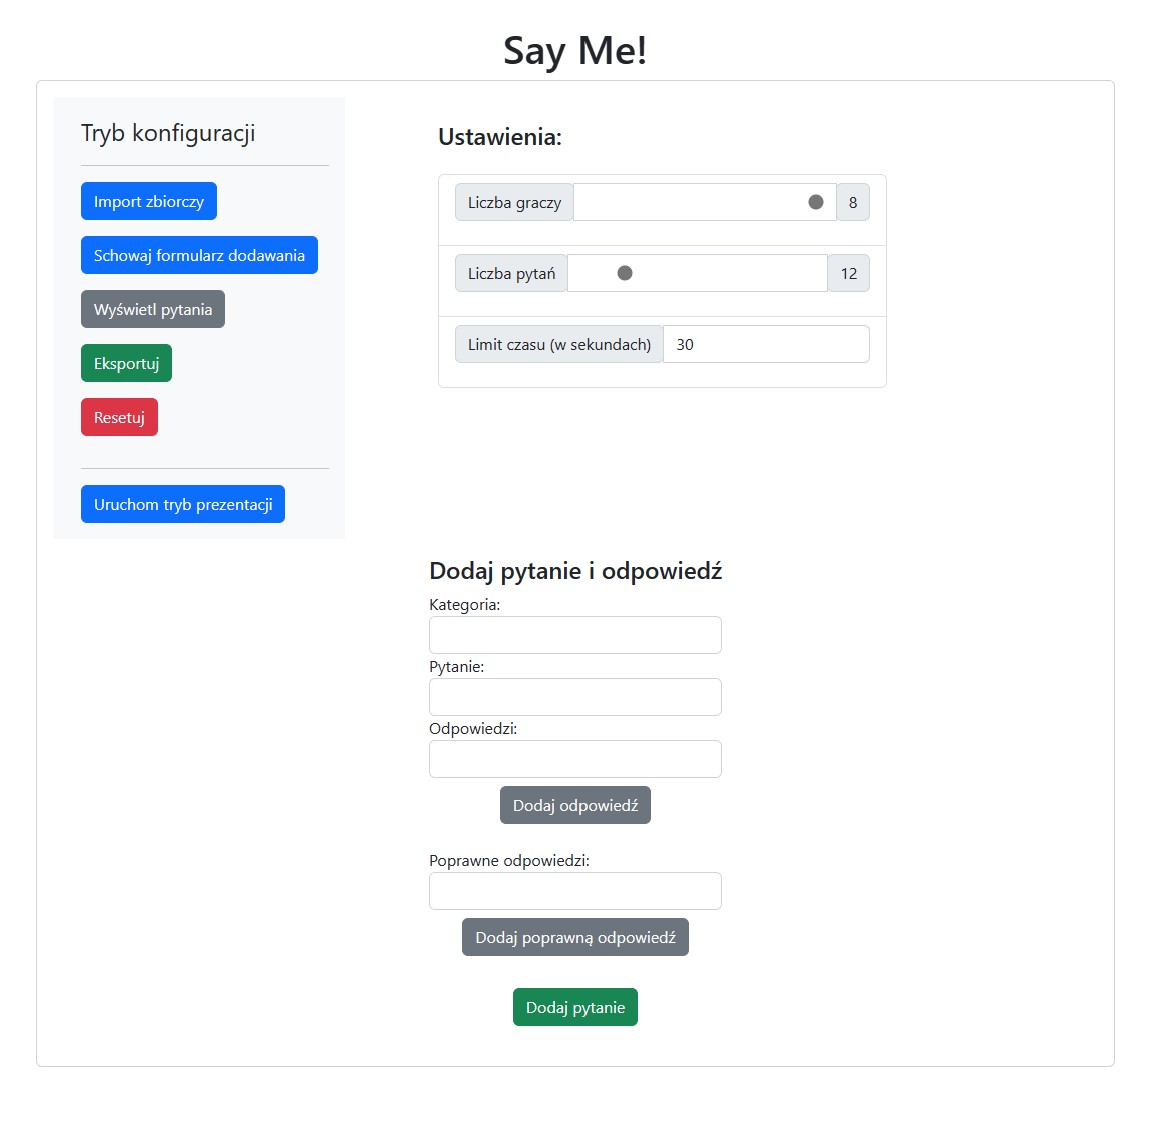 Say Me!
Tryb konfiguracji
Import zbiorczy
Schowaj formularz dodawania
Wyświetl pytania
Eksportuj
Resetuj
Uruchom tryb prezentacji
Ustawienia:
Liczba graczy 8
Liczba pytań 12
Limit czasu (w sekundach) 30
Dodaj pytanie i odpowiedź
Kategoria:
Pytanie:
Odpowiedzi:
Dodaj odpowiedź
Poprawne odpowiedzi:
Dodaj poprawną odpowiedź
Dodaj pytanie